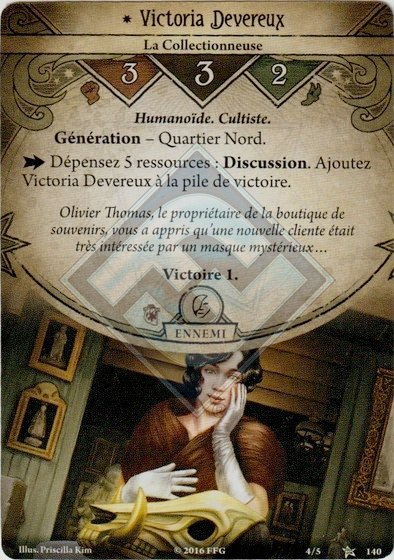 Victoria Devereux
La Collectionneuse
3 3 2
Humanoïde. Cultiste.
Génération – Quartier Nord.
Dépensez 5 ressources : Discussion. Ajoutez
Victoria Devereux à la pile de victoire.
Olivier Thomas, le propriétaire de la boutique de
souvenirs, vous a appris qu'une nouvelle cliente était
très intéressée par un masque mystérieux…
Victoire 1.
ENNEMI
Illus. Priscilla Kim © 2016 FFG 4/5 140